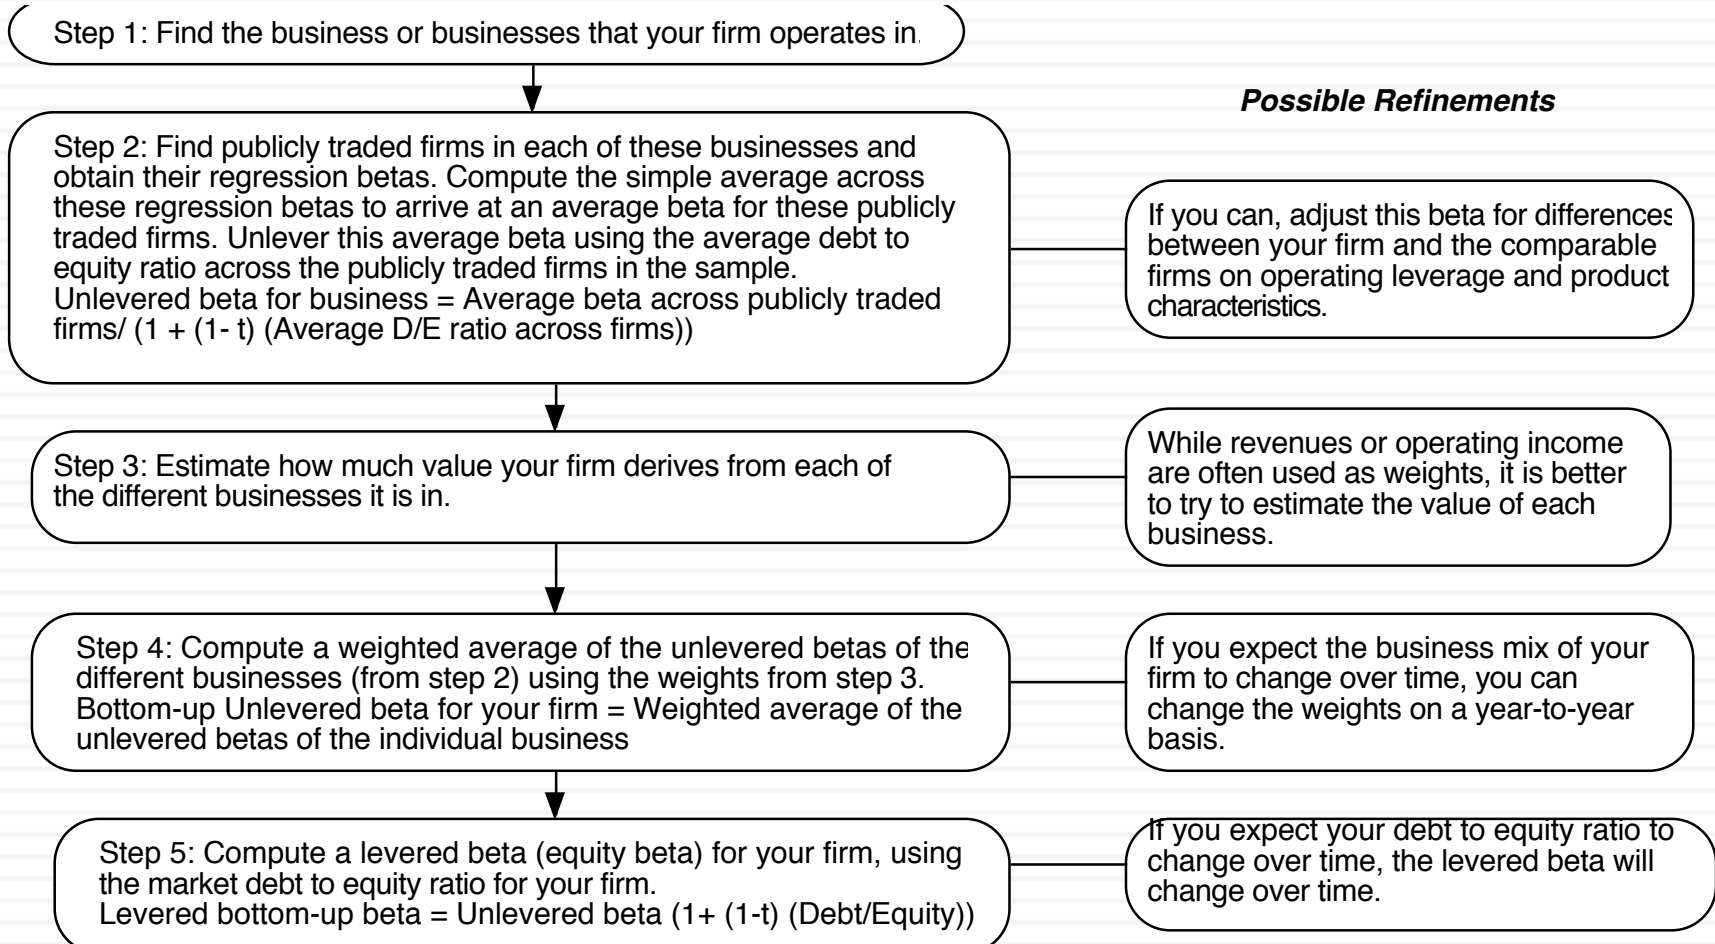 Step 1: Find the business or businesses that your firm operates in.
Possible Refinements
Step 2: Find publicly traded firms in each of these businesses and
obtain their regression betas. Compute the simple average across
these regression betas to arrive at an average beta for these publicly
traded firms. Unlever this average beta using the average debt to
equity ratio across the publicly traded firms in the sample.
Unlevered beta for business = Average beta across publicly traded
firms/ (1 + (1- t) (Average D/E ratio across firms))
If you can, adjust this beta for differences
between your firm and the comparable
firms on operating leverage and product
characteristics.
Step 3: Estimate how much value your firm derives from each of
the different businesses it is in.
While revenues or operating income
are often used as weights, it is better
to try to estimate the value of each
business.
Step 4: Compute a weighted average of the unlevered betas of the
different businesses (from step 2) using the weights from step 3.
Bottom-up Unlevered beta for your firm = Weighted average of the
unlevered betas of the individual business
If you expect the business mix of your
firm to change over time, you can
change the weights on a year-to-year
basis.
Step 5: Compute a levered beta (equity beta) for your firm, using
the market debt to equity ratio for your firm.
Levered bottom-up beta = Unlevered beta (1+ (1-t) (Debt/Equity))
If you expect your debt to equity ratio to
change over time, the levered beta will
change over time.